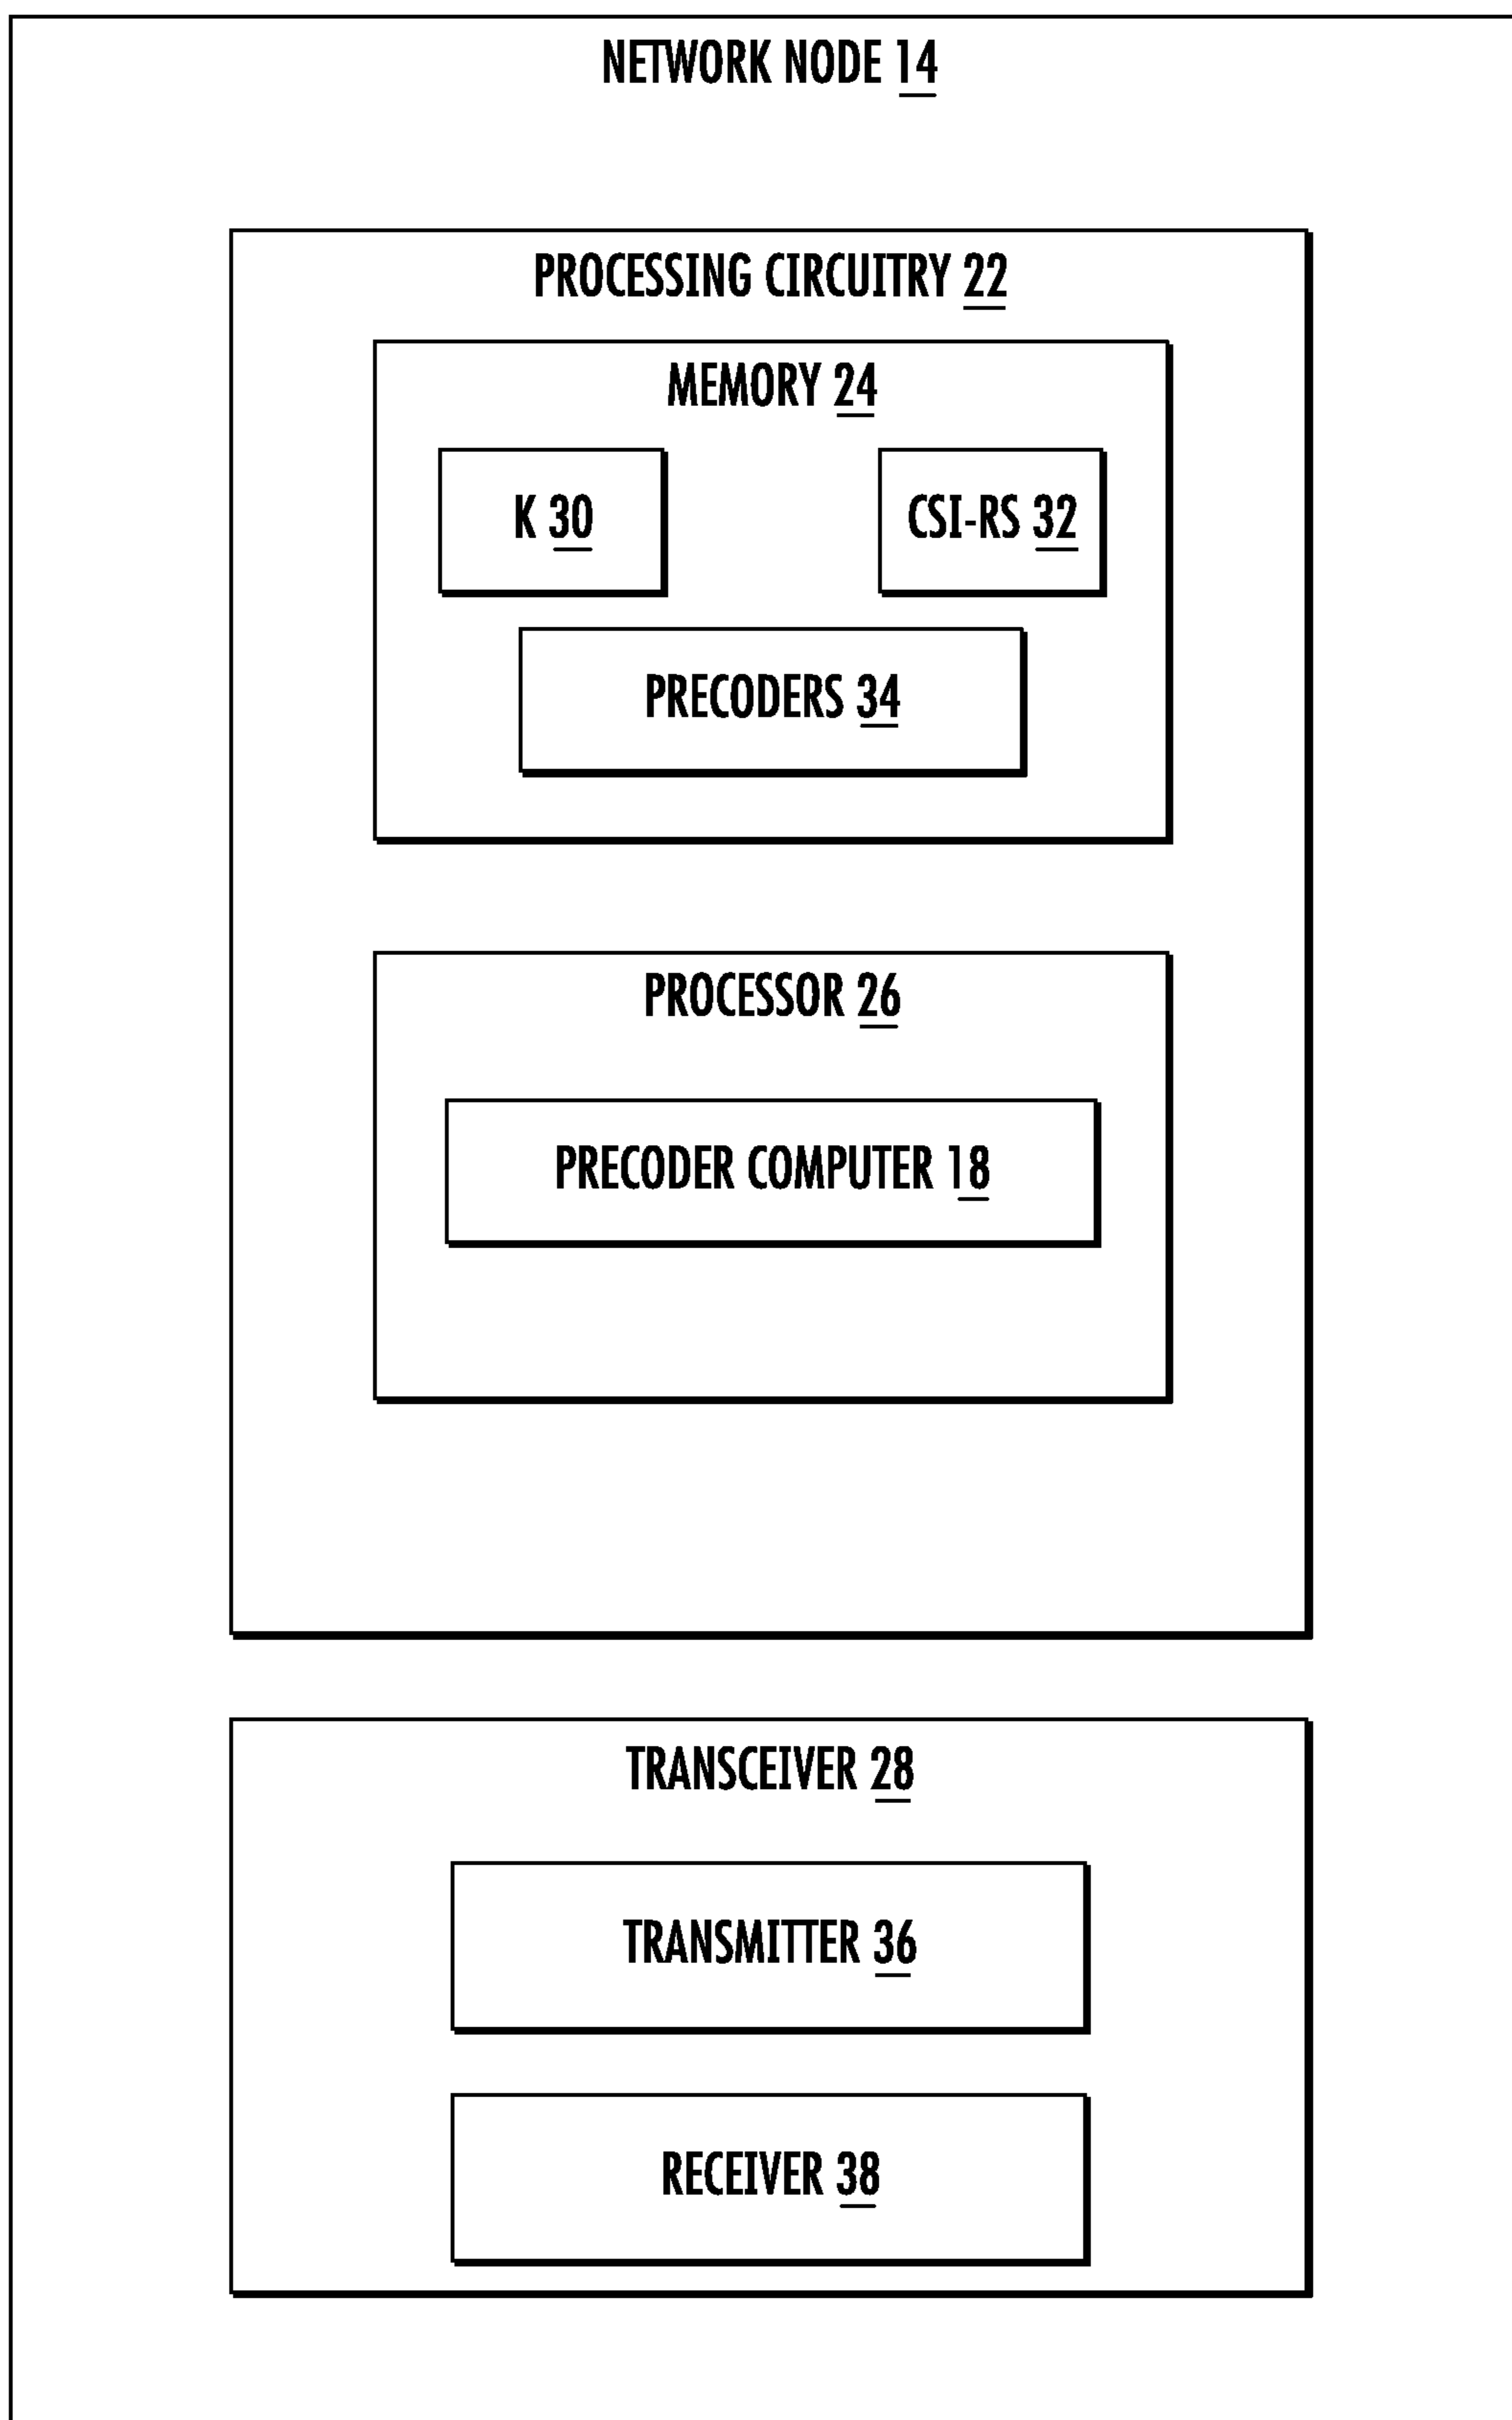 NETWORK NODE 14
PROCESSING CIRCUITRY 22
MEMORY 24
K 30
CSI-RS 32
PRECODERS 34
PROCESSOR 26
PRECODER COMPUTER 18
TRANSCEIVER 28
TRANSMITTER 36
RECEIVER 38